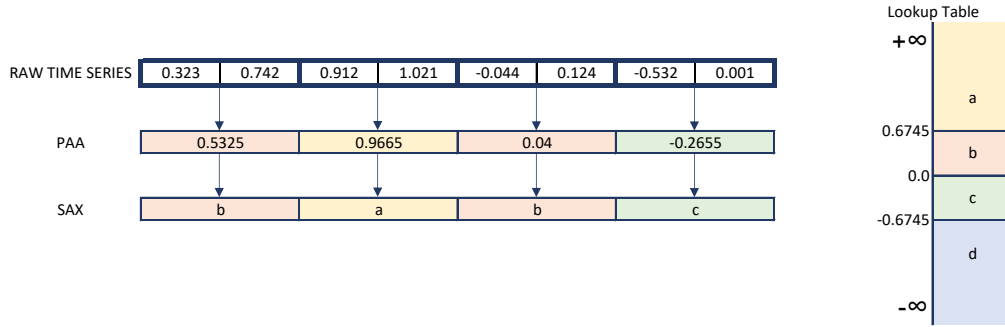 Lookup Table
+∞
RAW TIME SERIES 0.323 0.742 0.912 1.021 -0.044 0.124 -0.532 0.001
a
0.6745
PAA 0.5325 0.9665 0.04 -0.2655
b
0.0
SAX b a b c
c
-0.6745
d
-∞